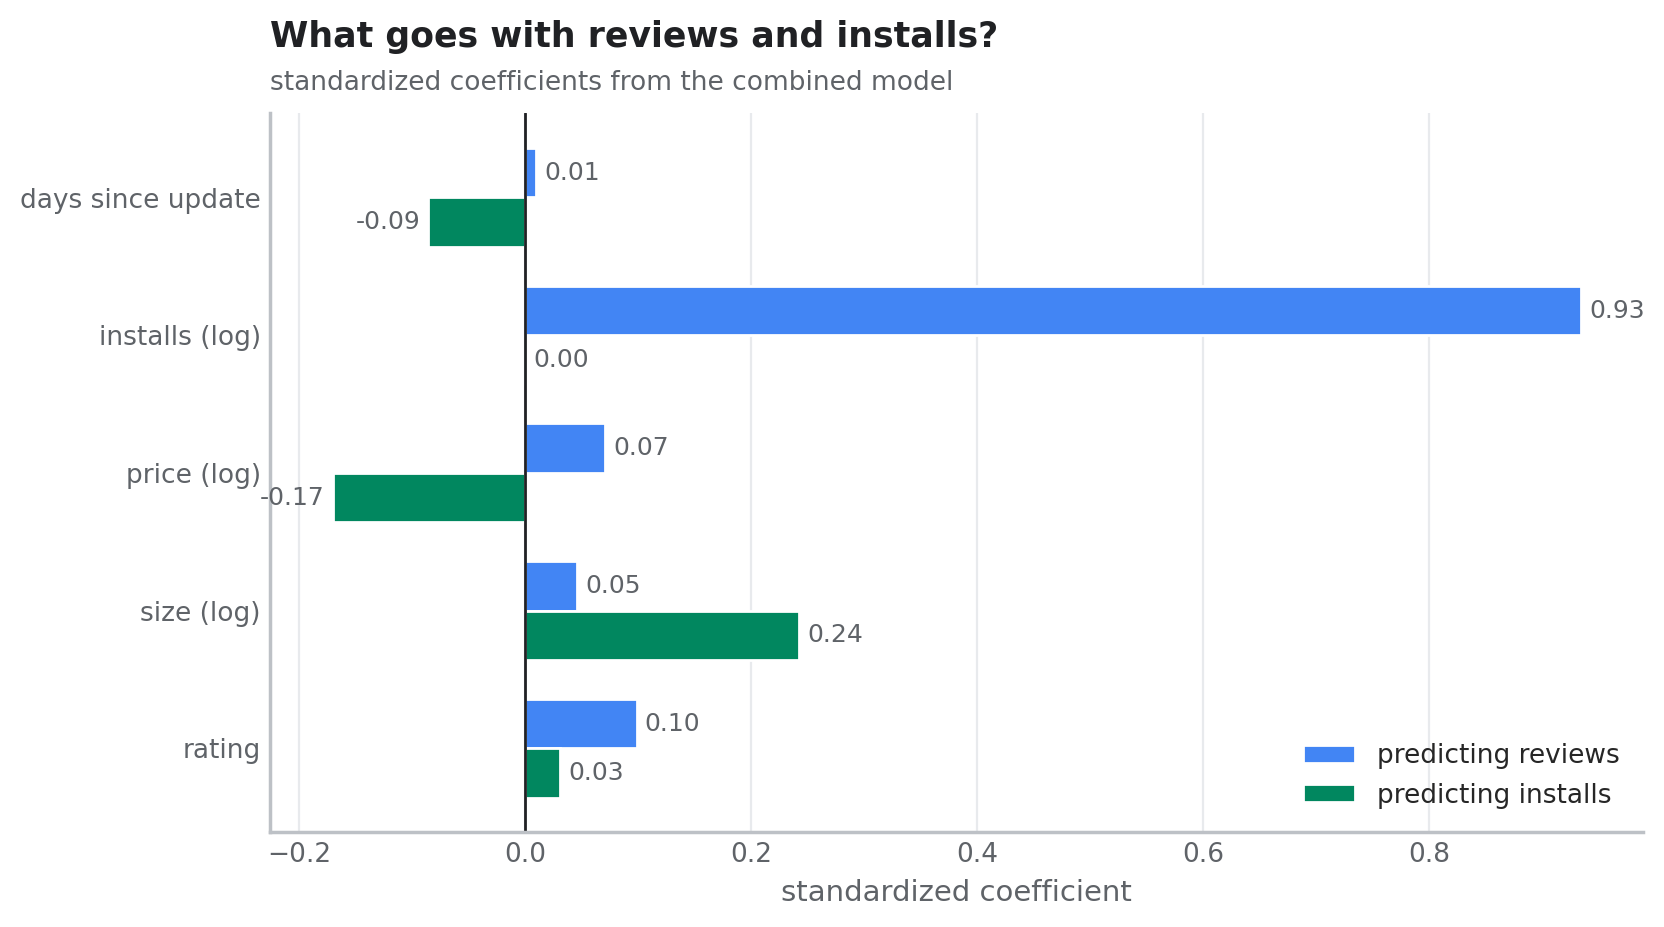 What goes with reviews and installs?
standardized coefficients from the combined model
days since update
0.01
-0.09
installs (log)
0.93
0.00
price (log)
0.07
-0.17
size (log)
0.05
0.24
rating
0.10
0.03
predicting reviews
predicting installs
−0.2 0.0 0.2 0.4 0.6 0.8
standardized coefficient